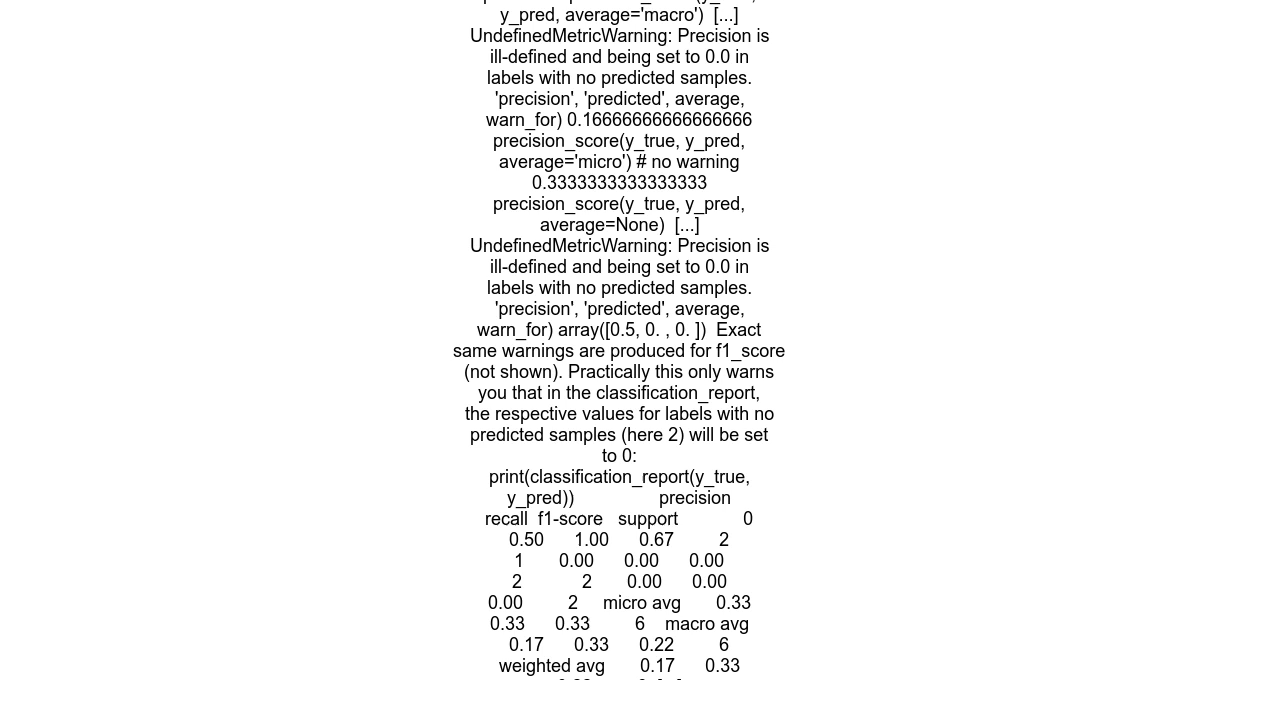 y_pred, average='macro')  [...]
UndefinedMetricWarning: Precision is
ill-defined and being set to 0.0 in
labels with no predicted samples.
'precision', 'predicted', average,
warn_for) 0.16666666666666666
precision_score(y_true, y_pred,
average='micro') # no warning
0.3333333333333333
precision_score(y_true, y_pred,
average=None)  [...]
UndefinedMetricWarning: Precision is
ill-defined and being set to 0.0 in
labels with no predicted samples.
'precision', 'predicted', average,
warn_for) array([0.5, 0. , 0. ])  Exact
same warnings are produced for f1_score
(not shown). Practically this only warns
you that in the classification_report,
the respective values for labels with no
predicted samples (here 2) will be set
to 0:
print(classification_report(y_true,
y_pred))                 precision
recall  f1-score   support             0
0.50      1.00      0.67         2
1       0.00      0.00      0.00
2            2       0.00      0.00
0.00         2     micro avg       0.33
0.33      0.33         6    macro avg
0.17      0.33      0.22         6
weighted avg       0.17      0.33